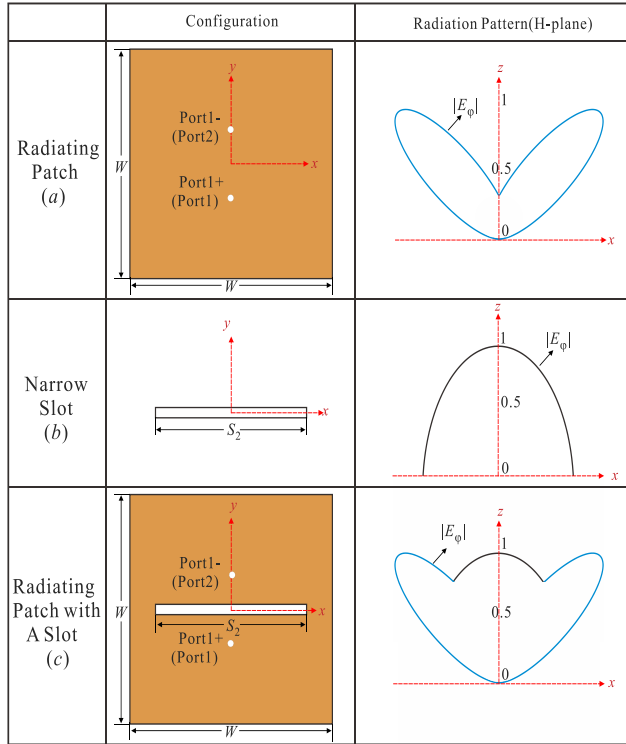 Configuration
Radiation Pattern(H-plane)
Radiating
Patch
(a)
y
Port1-
(Port2)
x
W
Port1+
(Port1)
W
z
1
|Eφ|
0.5
0
x
Narrow
Slot
(b)
y
x
S2
z
1
|Eφ|
0.5
0
x
Radiating
Patch with
A Slot
(c)
y
Port1-
(Port2)
W
x
S2
Port1+
(Port1)
W
z
|Eφ|
1
0.5
0
x